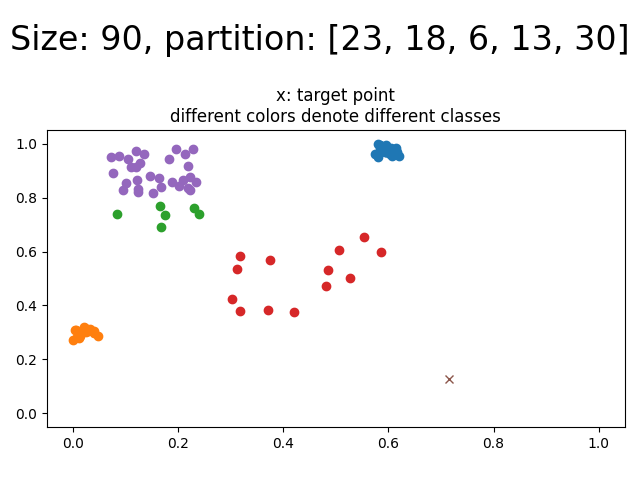 Size: 90, partition: [23, 18, 6, 13, 30]
x: target point
different colors denote different classes
1.0
0.8
0.6
0.4
0.2
0.0
0.0 0.2 0.4 0.6 0.8 1.0